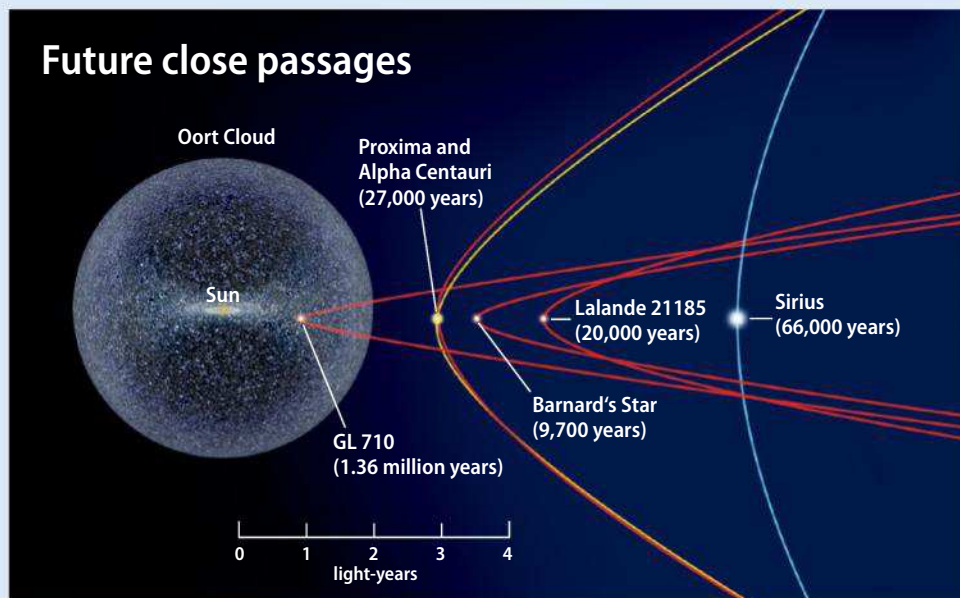 Future close passages
Oort Cloud
Proxima and
Alpha Centauri
(27,000 years)
Sun
Lalande 21185
(20,000 years)
Sirius
(66,000 years)
Barnard‘s Star
(9,700 years)
GL 710
(1.36 million years)
0 1 2 3 4
light-years